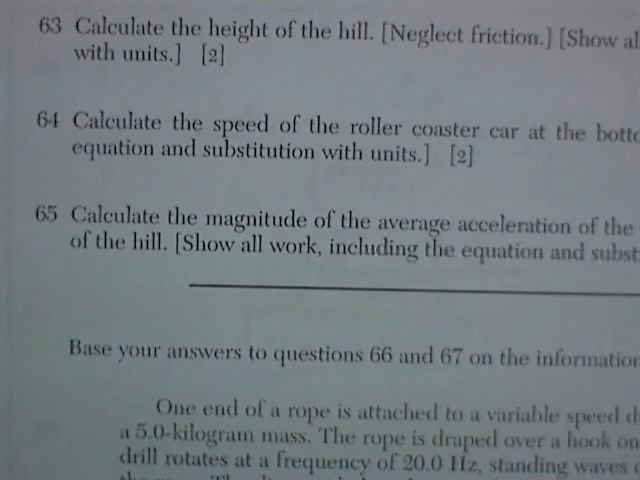 63 Calculate the height of the hill. [Neglect friction.] [Show al
with units.] [2]
64 Calculate the speed of the roller coaster car at the botto
equation and substitution with units.] [2]
65 Calculate the magnitude of the average acceleration of the
of the hill. [Show all work, including the equation and subst
Base your answers to questions 66 and 67 on the information
One end of a rope is attached to a variable speed d
a 5.0-kilogram mass. The rope is draped over a hook on
drill rotates at a frequency of 20.0 Hz, standing waves